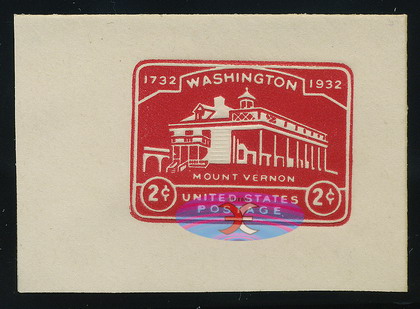 WASHINGTON
1732 1932
MOUNT VERNON
2¢ 2¢
UNITED STATES
POSTAGE